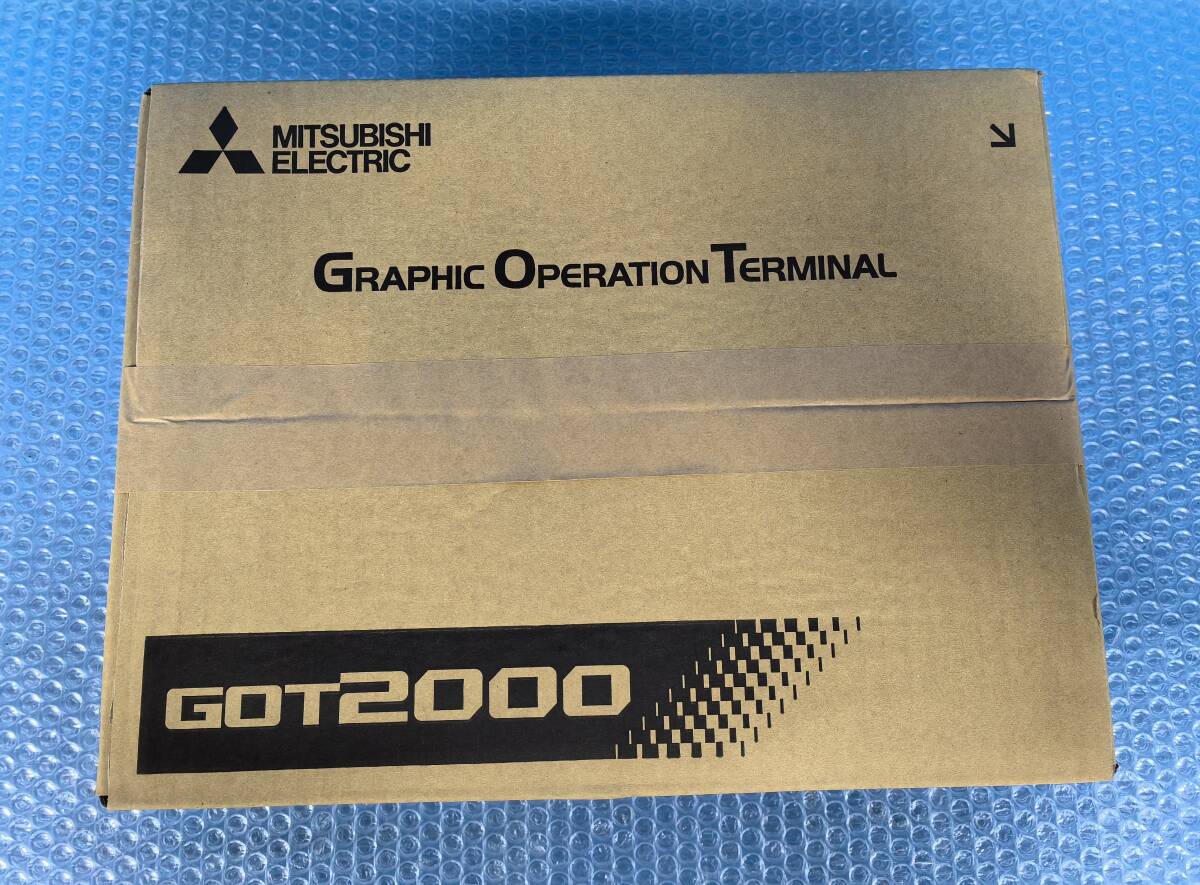 MITSUBISHI
ELECTRIC
GRAPHIC OPERATION TERMINAL
GOT2000